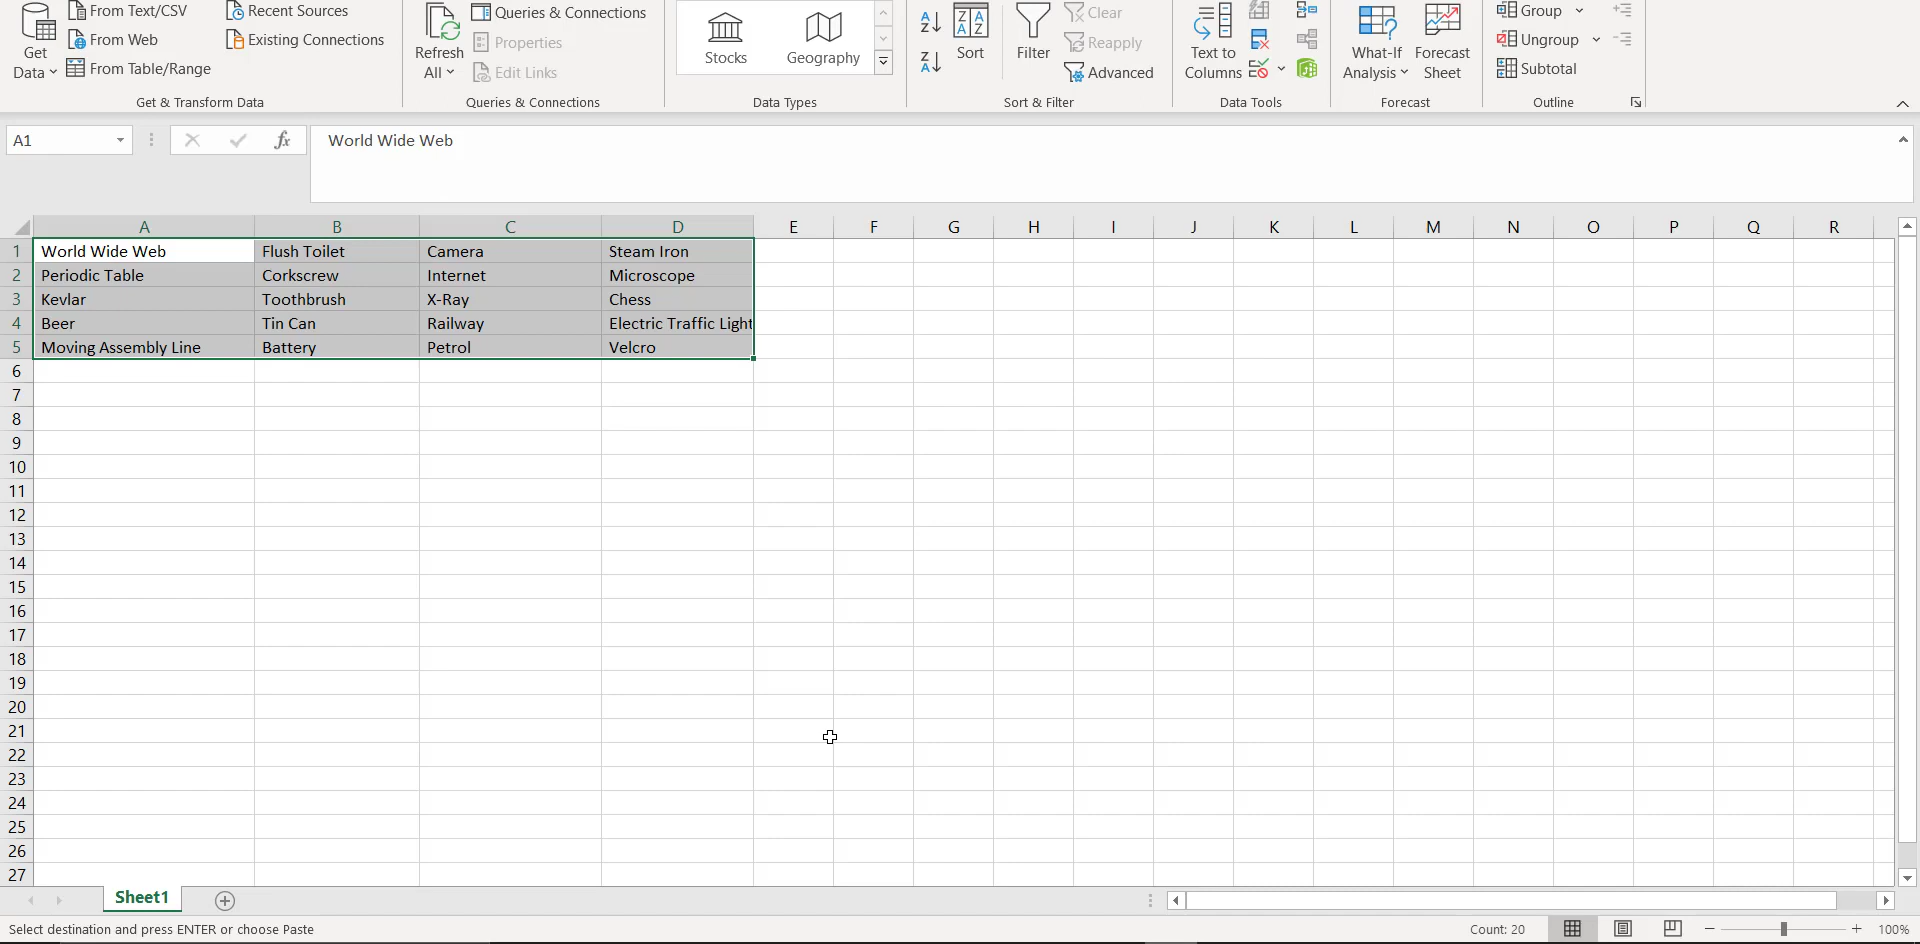 Get Data
From Text/CSV
From Web
From Table/Range
Recent Sources
Existing Connections
Get & Transform Data
Refresh All
Queries & Connections
Properties
Edit Links
Queries & Connections
Stocks
Geography
Data Types
A Z
Z A
Z A A Z
Sort
Filter
Clear
Reapply
Advanced
Sort & Filter
Text to Columns
Data Tools
What-If Analysis
Forecast Sheet
Forecast
Group
Ungroup
Subtotal
Outline
A1
fx
World Wide Web
A B C D E F G H I J K L M N O P Q R
1 World Wide Web Flush Toilet Camera Steam Iron
2 Periodic Table Corkscrew Internet Microscope
3 Kevlar Toothbrush X-Ray Chess
4 Beer Tin Can Railway Electric Traffic Light
5 Moving Assembly Line Battery Petrol Velcro
6
7
8
9
10
11
12
13
14
15
16
17
18
19
20
21
22
23
24
25
26
27
Sheet1
Select destination and press ENTER or choose Paste
Count: 20
100%